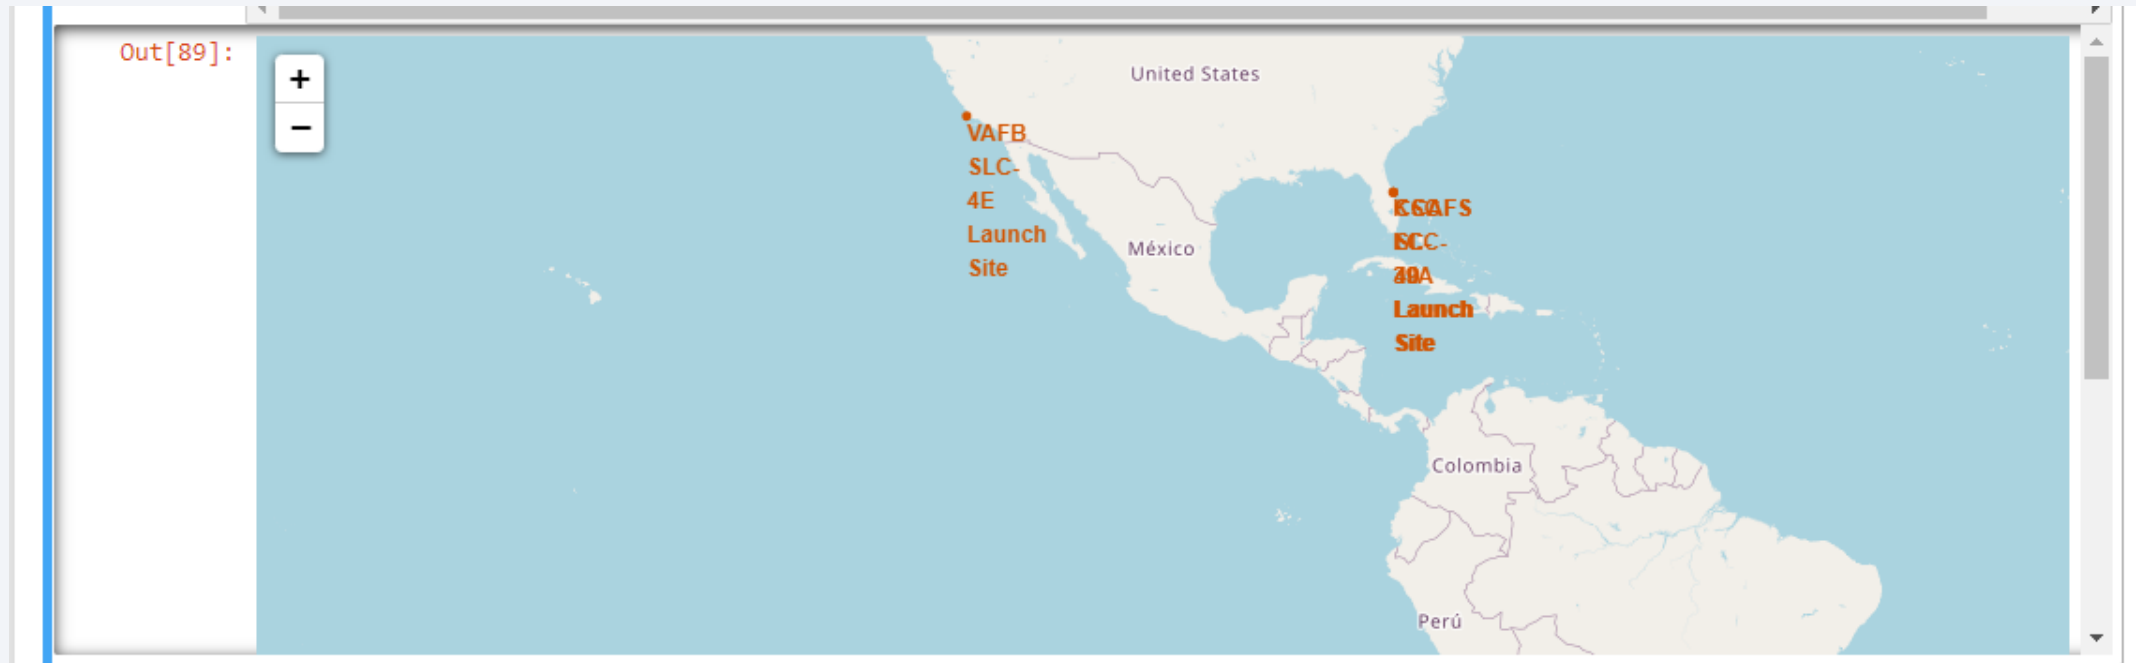 Out[89]:
+
−
United States
VAFB
SLC-
4E
Launch
Site
México
Launch
Site
Colombia
Perú